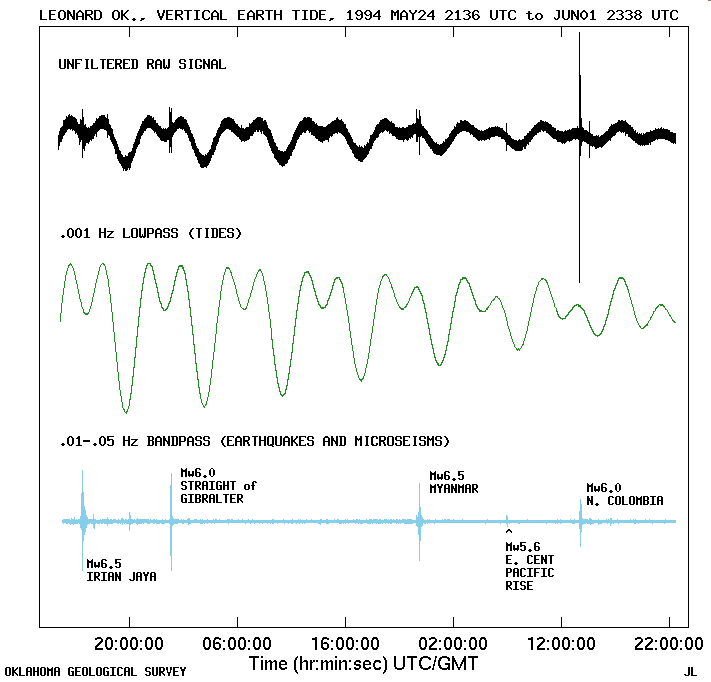 LEONARD OK., VERTICAL EARTH TIDE, 1994 MAY24 2136 UTC to JUN01 2338 UTC
UNFILTERED RAW SIGNAL
.001 Hz LOWPASS (TIDES)
.01-.05 Hz BANDPASS (EARTHQUAKES AND MICROSEISMS)
Mw6.0
STRAIGHT of
GIBRALTER
Mw6.5
MYANMAR
Mw6.0
N. COLOMBIA
^
Mw5.6
E. CENT
PACIFIC
RISE
Mw6.5
IRIAN JAYA
20:00:00 06:00:00 16:00:00 02:00:00 12:00:00 22:00:00
Time (hr:min:sec) UTC/GMT
OKLAHOMA GEOLOGICAL SURVEY JL